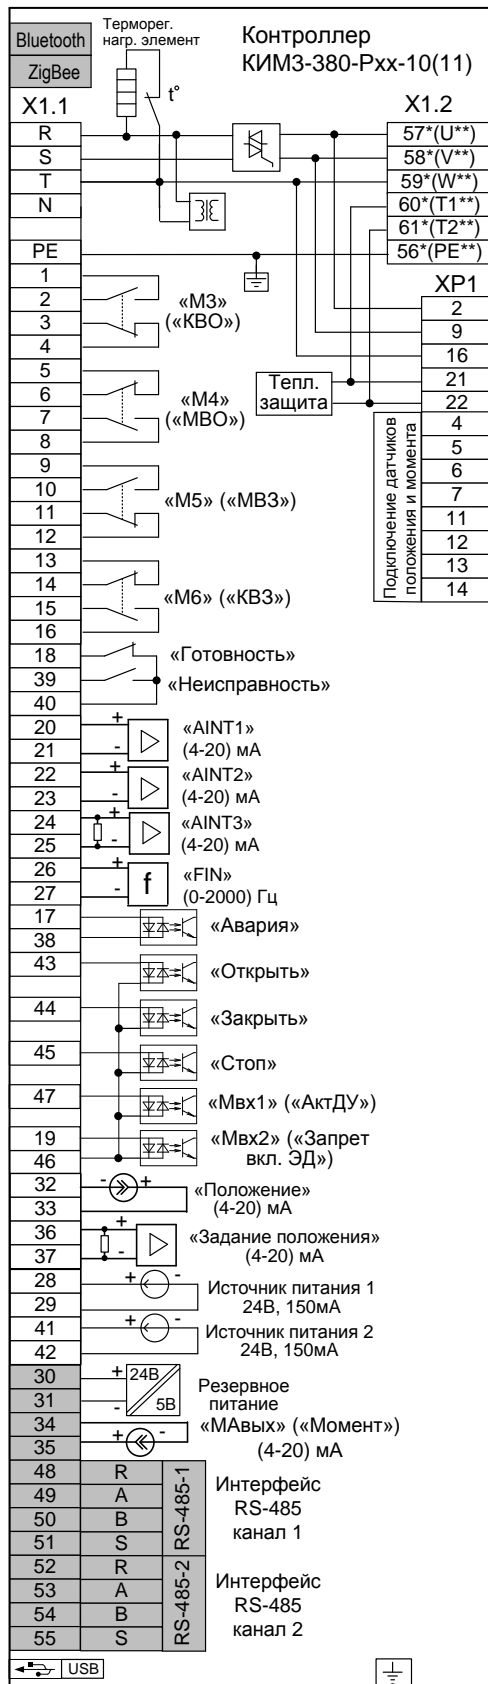 Bluetooth
ZigBee
Терморег.
нагр. элемент
t°
Контроллер
КИМ3-380-Рхх-10(11)
X1.1
R
S
T
N
PE
1
2
3
4
5
6
7
8
9
10
11
12
13
14
15
16
18
39
40
20
21
22
23
24
25
26
27
17
38
43
44
45
47
19
46
32
33
36
37
28
29
41
42
30
31
34
35
48 R
49 A
50 B
51 S
RS-485-1
52 R
53 A
54 B
55 S
RS-485-2
USB
X1.2
57*(U**)
58*(V**)
59*(W**)
60*(T1**)
61*(T2**)
56*(PE**)
XP1
2
9
16
21
22
4
5
6
7
11
12
13
14
Тепл.
защита
Подключение датчиков
положения и момента
«М3»
(«КВО»)
«М4»
(«МВО»)
«М5» («МВЗ»)
«М6» («КВЗ»)
«Готовность»
«Неисправность»
+
-
«AINT1»
(4-20) мА
+
-
«AINT2»
(4-20) мА
+
-
«AINT3»
(4-20) мА
+
-
f
«FIN»
(0-2000) Гц
«Авария»
«Открыть»
«Закрыть»
«Стоп»
«Мвх1» («АктДУ»)
«Мвх2» («Запрет
вкл. ЭД»)
- +
«Положение»
(4-20) мА
+
-
«Задание положения»
(4-20) мА
+ -
Источник питания 1
24В, 150мА
+ -
Источник питания 2
24В, 150мА
+
-
24В
5В
Резервное
питание
+ -
«МАвых» («Момент»)
(4-20) мА
Интерфейс
RS-485
канал 1
Интерфейс
RS-485
канал 2